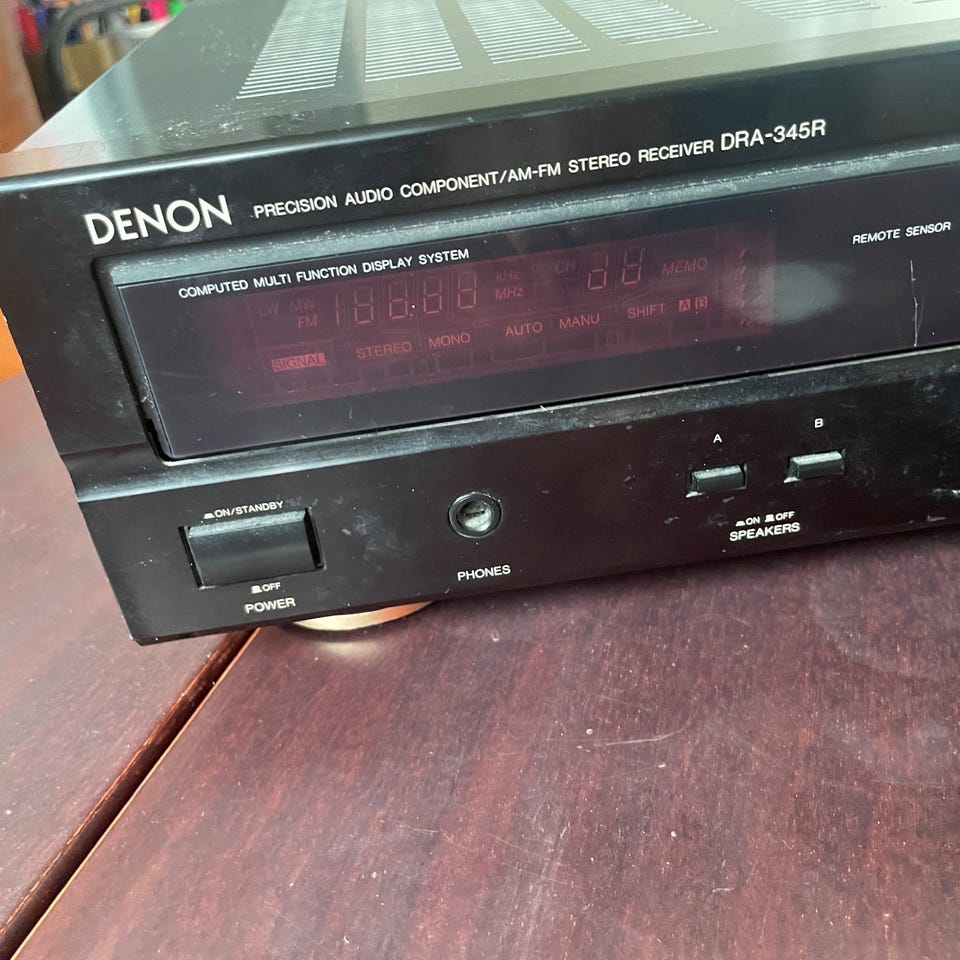 DENON PRECISION AUDIO COMPONENT/AM-FM STEREO RECEIVER DRA-345R
COMPUTED MULTI FUNCTION DISPLAY SYSTEM
REMOTE SENSOR
LW MW kHz CH MEMO
FM MHz
SIGNAL STEREO MONO AUTO MANU SHIFT A B
A B
ON/STANDBY
OFF
POWER
PHONES
ON OFF
SPEAKERS